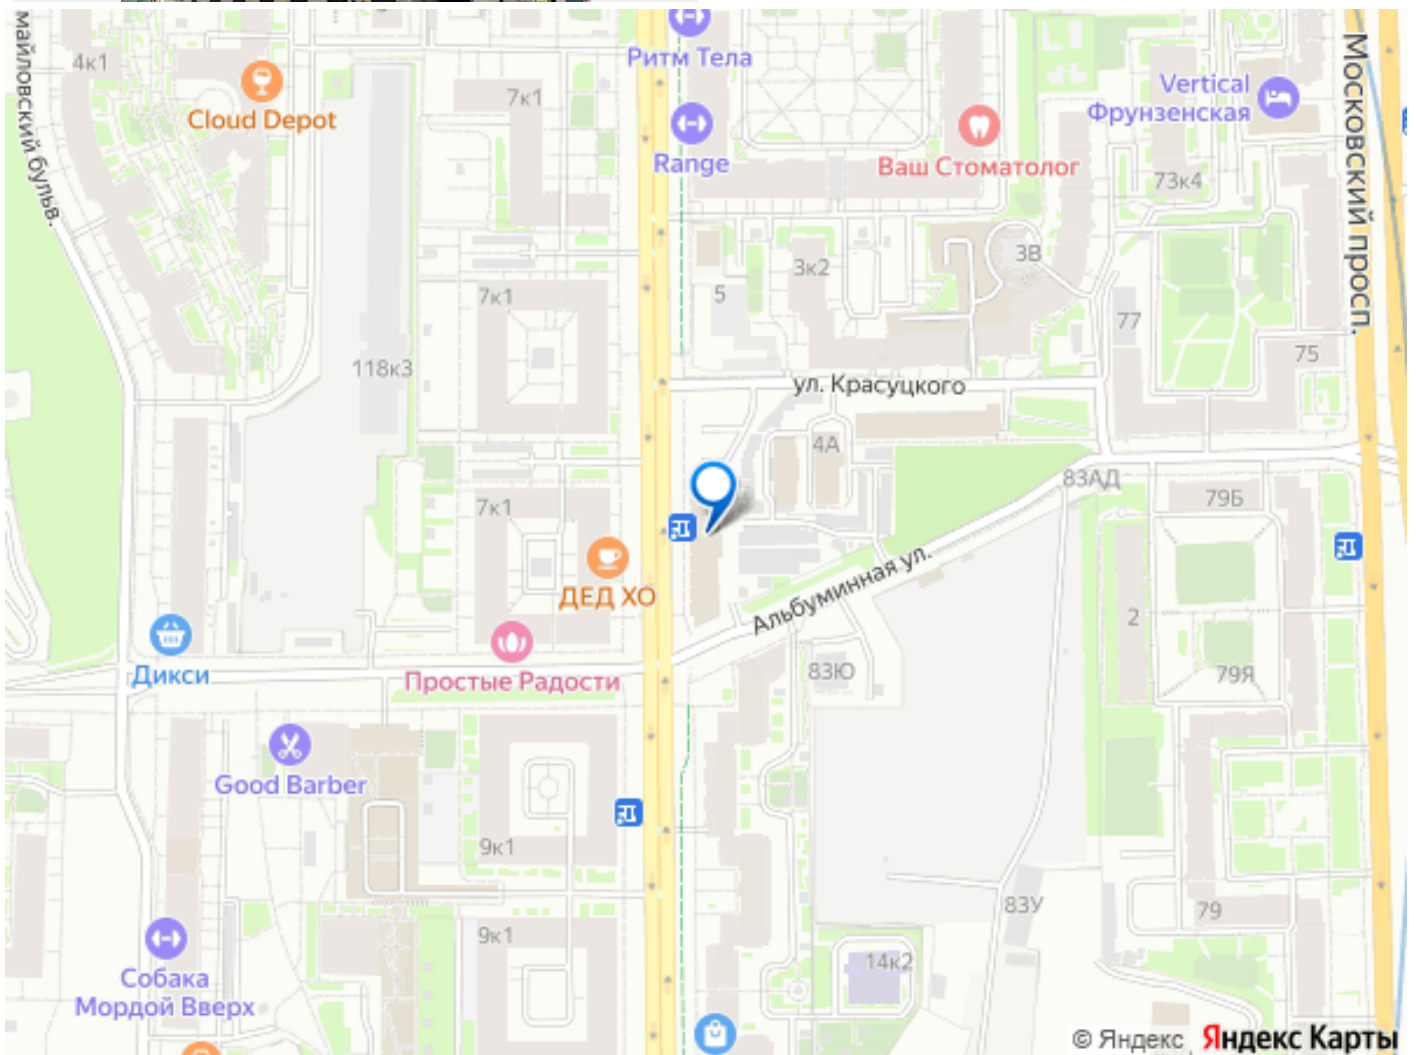 майловский бульв.
4к1
Cloud Depot
7к1
Ритм Тела
Range
Ваш Стоматолог
Vertical
Фрунзенская
Московский просп.
73к4
3В
3к2
5
7к1
77
75
118к3
ул. Красуцкого
4А
83АД
79Б
7к1
ДЕД ХО
Альбуминная ул.
2
Дикси
Простые Радости
83Ю
79Я
Good Barber
9к1
83У
79
9к1
14к2
Собака
Мордой Вверх
© Яндекс Яндекс Карты